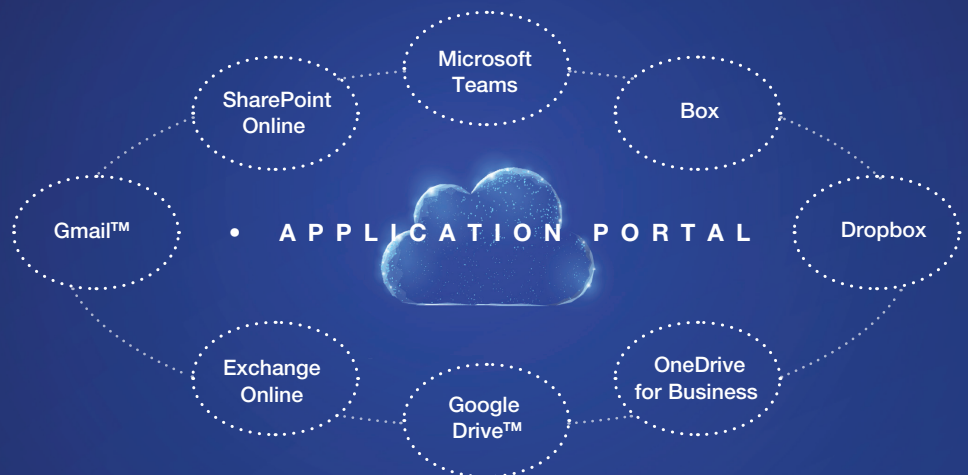 Microsoft
Teams
SharePoint
Online
Box
Gmail™
• APPLICATION PORTAL
Dropbox
Exchange
Online
OneDrive
for Business
Google
Drive™